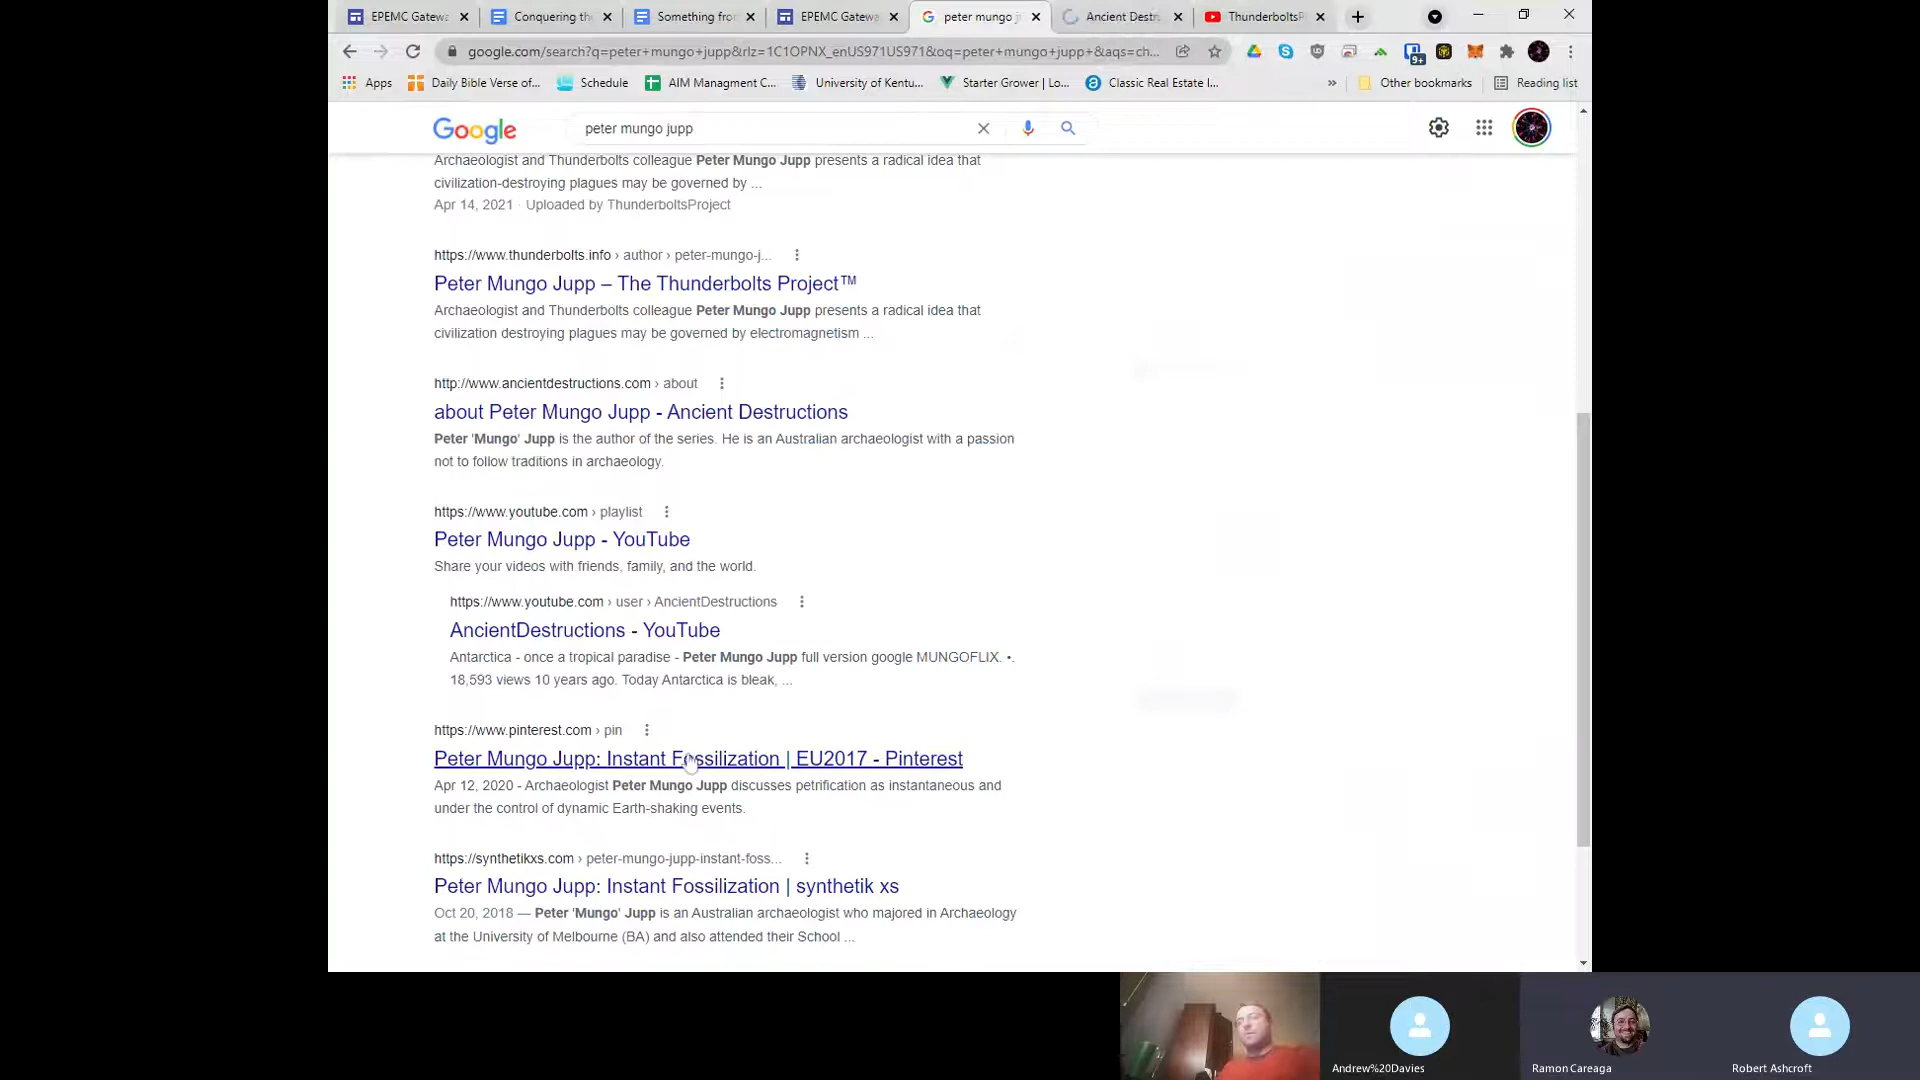 EPEMC Gatewa
Conquering th
Something fro
EPEMC Gatewa
peter mungo j
Ancient Destru
ThunderboltsP
google.com/search?q=peter+mungo+jupp&rlz=1C1OPNX_enUS971US971&oq=peter+mungo+jupp+&aqs=ch...
9+
Apps
Daily Bible Verse of...
Schedule
AIM Managment C...
University of Kentu...
Starter Grower | Lo...
Classic Real Estate I...
»
Other bookmarks
Reading list
Google
peter mungo jupp
Archaeologist and Thunderbolts colleague Peter Mungo Jupp presents a radical idea that
civilization-destroying plagues may be governed by ...
Apr 14, 2021 · Uploaded by ThunderboltsProject
https://www.thunderbolts.info › author › peter-mungo-j...
Peter Mungo Jupp – The Thunderbolts Project™
Archaeologist and Thunderbolts colleague Peter Mungo Jupp presents a radical idea that
civilization destroying plagues may be governed by electromagnetism ...
http://www.ancientdestructions.com › about
about Peter Mungo Jupp - Ancient Destructions
Peter 'Mungo' Jupp is the author of the series. He is an Australian archaeologist with a passion
not to follow traditions in archaeology.
https://www.youtube.com › playlist
Peter Mungo Jupp - YouTube
Share your videos with friends, family, and the world.
https://www.youtube.com › user › AncientDestructions
AncientDestructions - YouTube
Antarctica - once a tropical paradise - Peter Mungo Jupp full version google MUNGOFLIX. •.
18,593 views 10 years ago. Today Antarctica is bleak, ...
https://www.pinterest.com › pin
Peter Mungo Jupp: Instant Fossilization | EU2017 - Pinterest
Apr 12, 2020 - Archaeologist Peter Mungo Jupp discusses petrification as instantaneous and
under the control of dynamic Earth-shaking events.
https://synthetikxs.com › peter-mungo-jupp-instant-foss...
Peter Mungo Jupp: Instant Fossilization | synthetik xs
Oct 20, 2018 — Peter 'Mungo' Jupp is an Australian archaeologist who majored in Archaeology
at the University of Melbourne (BA) and also attended their School ...
Andrew%20Davies
Ramon Careaga
Robert Ashcroft